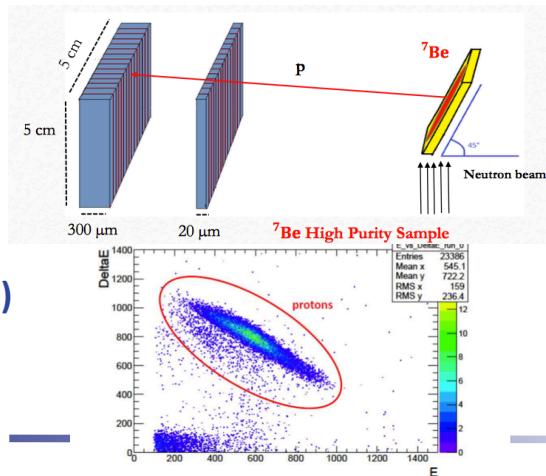 5 cm
5 cm
p
⁷Be
45°
Neutron beam
300 μm
20 μm
⁷Be High Purity Sample
)
E_vs_DeltaE_run_0
Entries 23386
Mean x 545.1
Mean y 722.2
RMS x 159
RMS y 236.4
DeltaE
1400
1200
1000
800
600
400
200
0
protons
12
10
8
6
4
2
0
0 200 400 600 800 1000 1200 1400
E